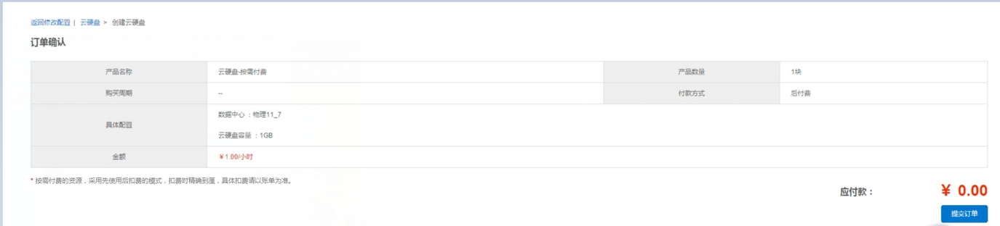 返回修改配置 | 云硬盘 > 创建云硬盘
订单确认
产品名称 云硬盘-按需付费 产品数量 1块
购买周期 -- 付款方式 后付费
具体配置
数据中心 : 物理11_7
云硬盘容量 : 1GB
金额 ¥1.00/小时
* 按需付费的资源，采用先使用后扣费的模式，扣费时精确到厘，具体扣费请以账单为准。
应付款： ¥ 0.00
提交订单